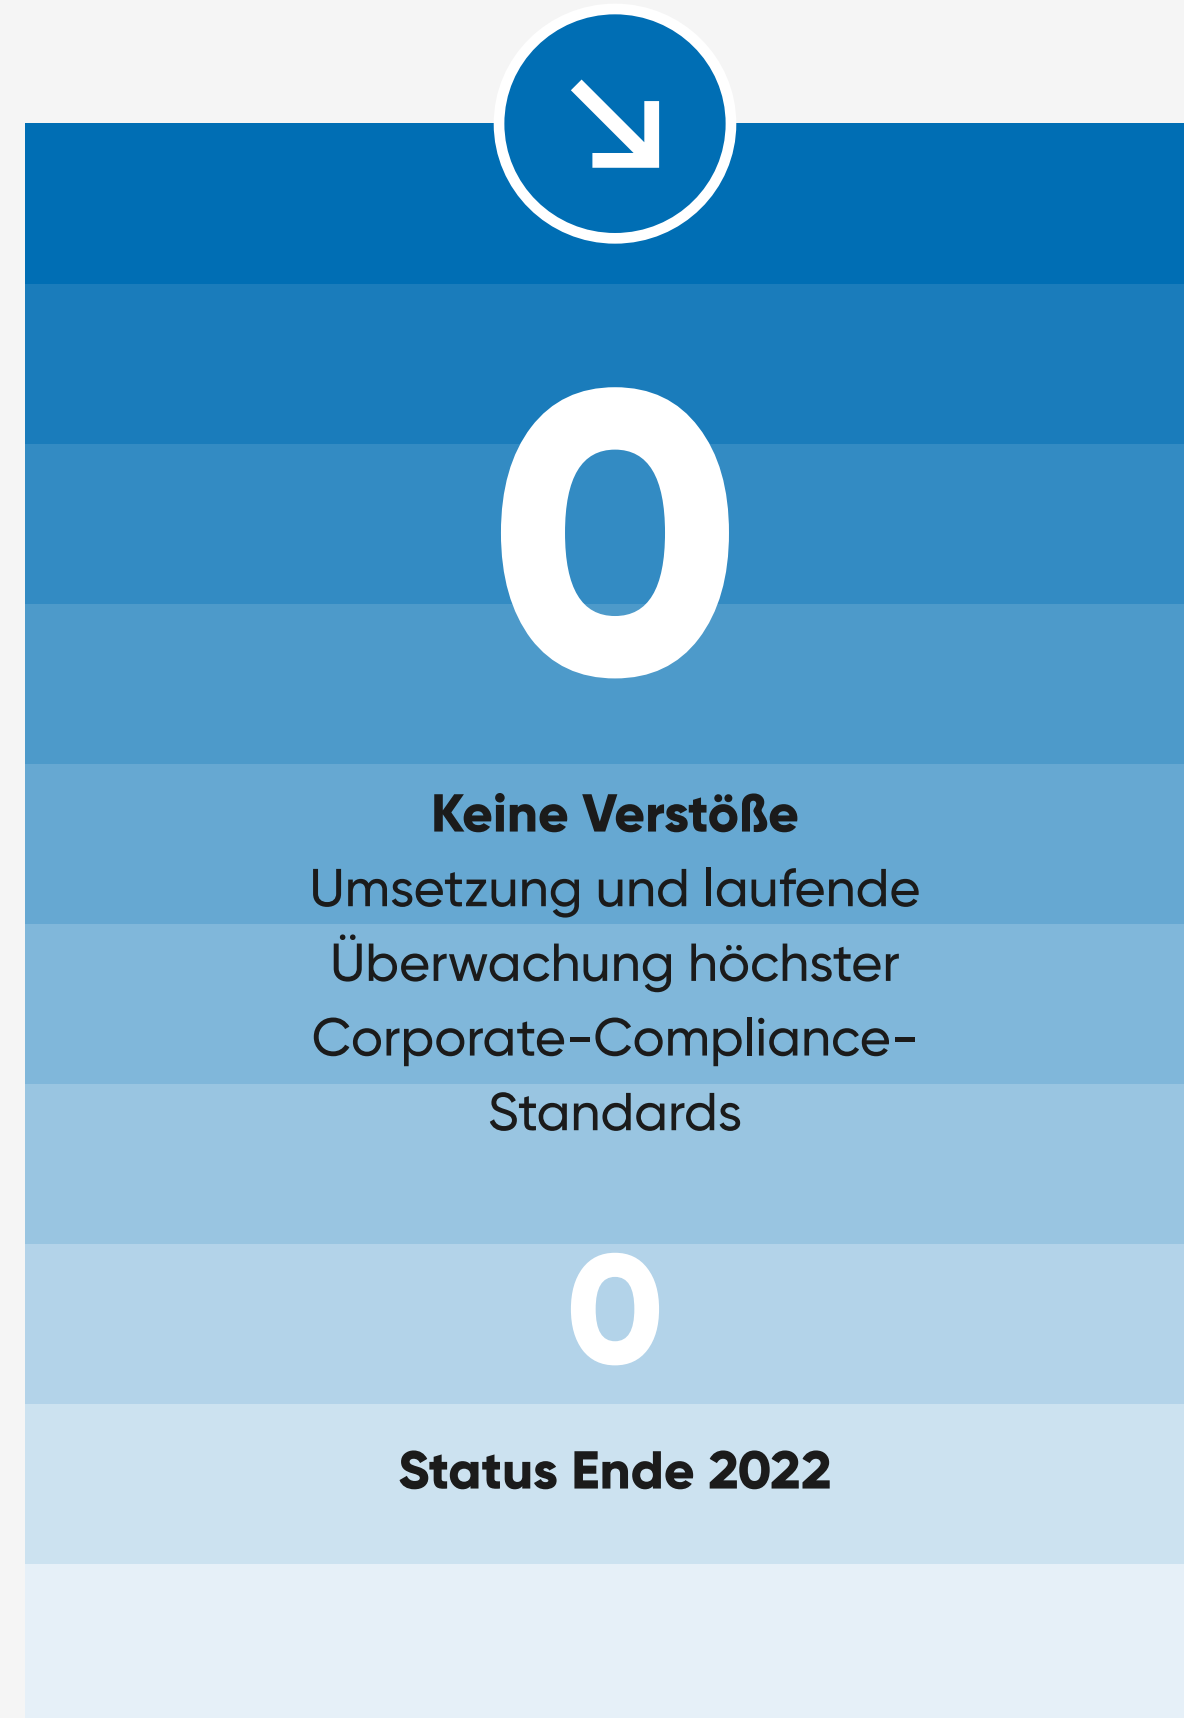 0
Keine Verstöße
Umsetzung und laufende
Überwachung höchster
Corporate-Compliance-
Standards
0
Status Ende 2022